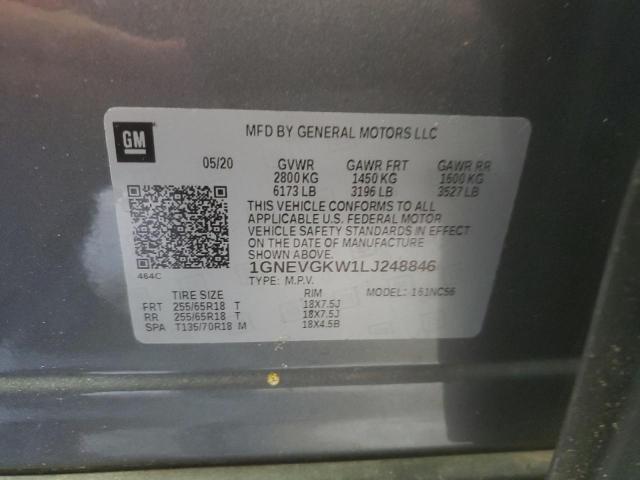 GM
MFD BY GENERAL MOTORS LLC
05/20 GVWR GAWR FRT GAWR RR
2800 KG 1450 KG 1600 KG
6173 LB 3196 LB 3527 LB
THIS VEHICLE CONFORMS TO ALL
APPLICABLE U.S. FEDERAL MOTOR
VEHICLE SAFETY STANDARDS IN EFFECT
ON THE DATE OF MANUFACTURE
SHOWN ABOVE.
464C
1GNEVGKW1LJ248846
TYPE: M.P.V. MODEL: 1S1NC56
TIRE SIZE RIM
FRT 255/65R18 T 18X7.5J
RR 255/65R18 T 18X7.5J
SPA T135/70R18 M 18X4.5B